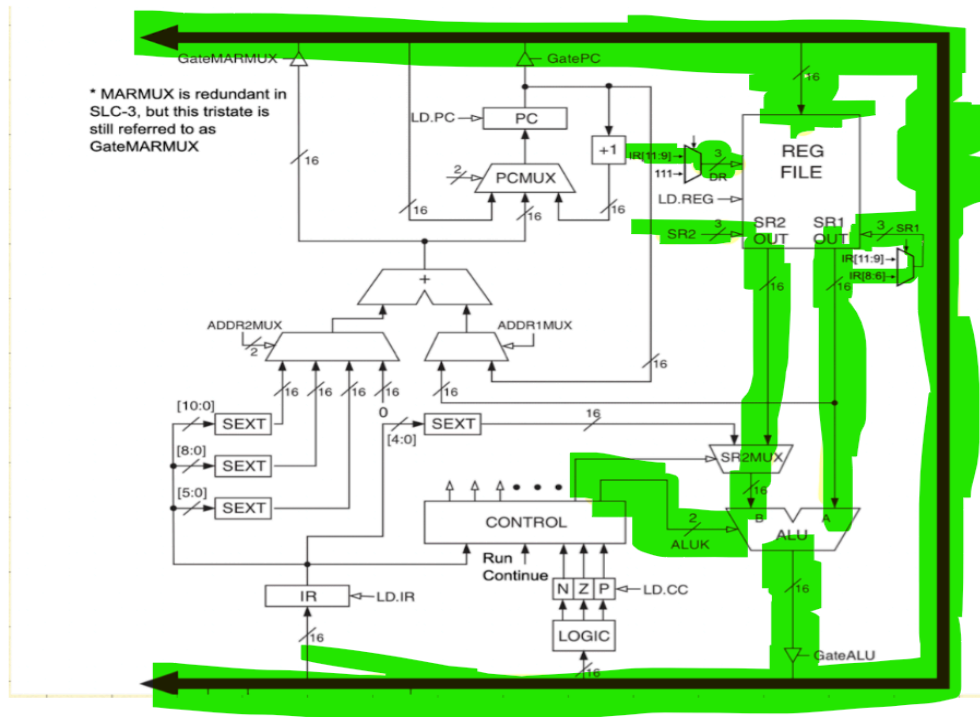 GateMARMUX
GatePC
* MARMUX is redundant in
SLC-3, but this tristate is
still referred to as
GateMARMUX
16
LD.PC
PC
+1
IR[11:9]
111
3
DR
REG
FILE
16
2
PCMUX
LD.REG
16
16
16
16
SR2
3
SR2
OUT
SR1
OUT
3
SR1
IR[11:9]
IR[8:6]
+
16
16
ADDR2MUX
2
ADDR1MUX
16
16
16
16
16
0
16
[10:0]
SEXT
[4:0]
SEXT
16
[8:0]
SEXT
SR2MUX
[5:0]
SEXT
16
CONTROL
2
ALUK
B
A
ALU
Run
Continue
IR
LD.IR
N
Z
P
LD.CC
16
16
LOGIC
16
GateALU